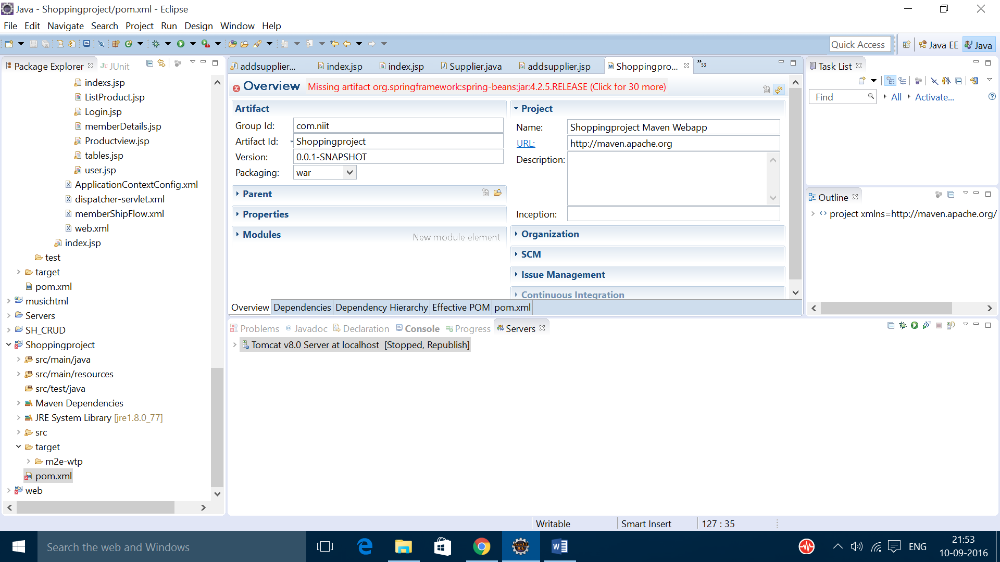 Java - Shoppingproject/pom.xml - Eclipse
File Edit Navigate Search Project Run Design Window Help
Quick Access
Java EE
Java
Package Explorer
JUnit
indexs.jsp
ListProduct.jsp
Login.jsp
memberDetails.jsp
Productview.jsp
tables.jsp
user.jsp
ApplicationContextConfig.xml
dispatcher-servlet.xml
memberShipFlow.xml
web.xml
index.jsp
test
target
pom.xml
musichtml
Servers
SH_CRUD
Shoppingproject
src/main/java
src/main/resources
src/test/java
Maven Dependencies
JRE System Library [jre1.8.0_77]
src
target
m2e-wtp
pom.xml
web
addsupplier...
index.jsp
index.jsp
Supplier.java
addsupplier.jsp
Shoppingpro...
»53
Overview
Missing artifact org.springframework:spring-beans:jar:4.2.5.RELEASE (Click for 30 more)
Artifact
Group Id: com.niit
Artifact Id: * Shoppingproject
Version: 0.0.1-SNAPSHOT
Packaging: war
Parent
Properties
Modules
New module element
Project
Name: Shoppingproject Maven Webapp
URL: http://maven.apache.org
Description:
Inception:
Organization
SCM
Issue Management
Continuous Integration
Overview Dependencies Dependency Hierarchy Effective POM pom.xml
Problems @ Javadoc Declaration Console Progress Servers
Tomcat v8.0 Server at localhost [Stopped, Republish]
Task List
Find
All
Activate...
Outline
project xmlns=http://maven.apache.org/
Writable
Smart Insert
127 : 35
Search the web and Windows
ENG
21:53
10-09-2016